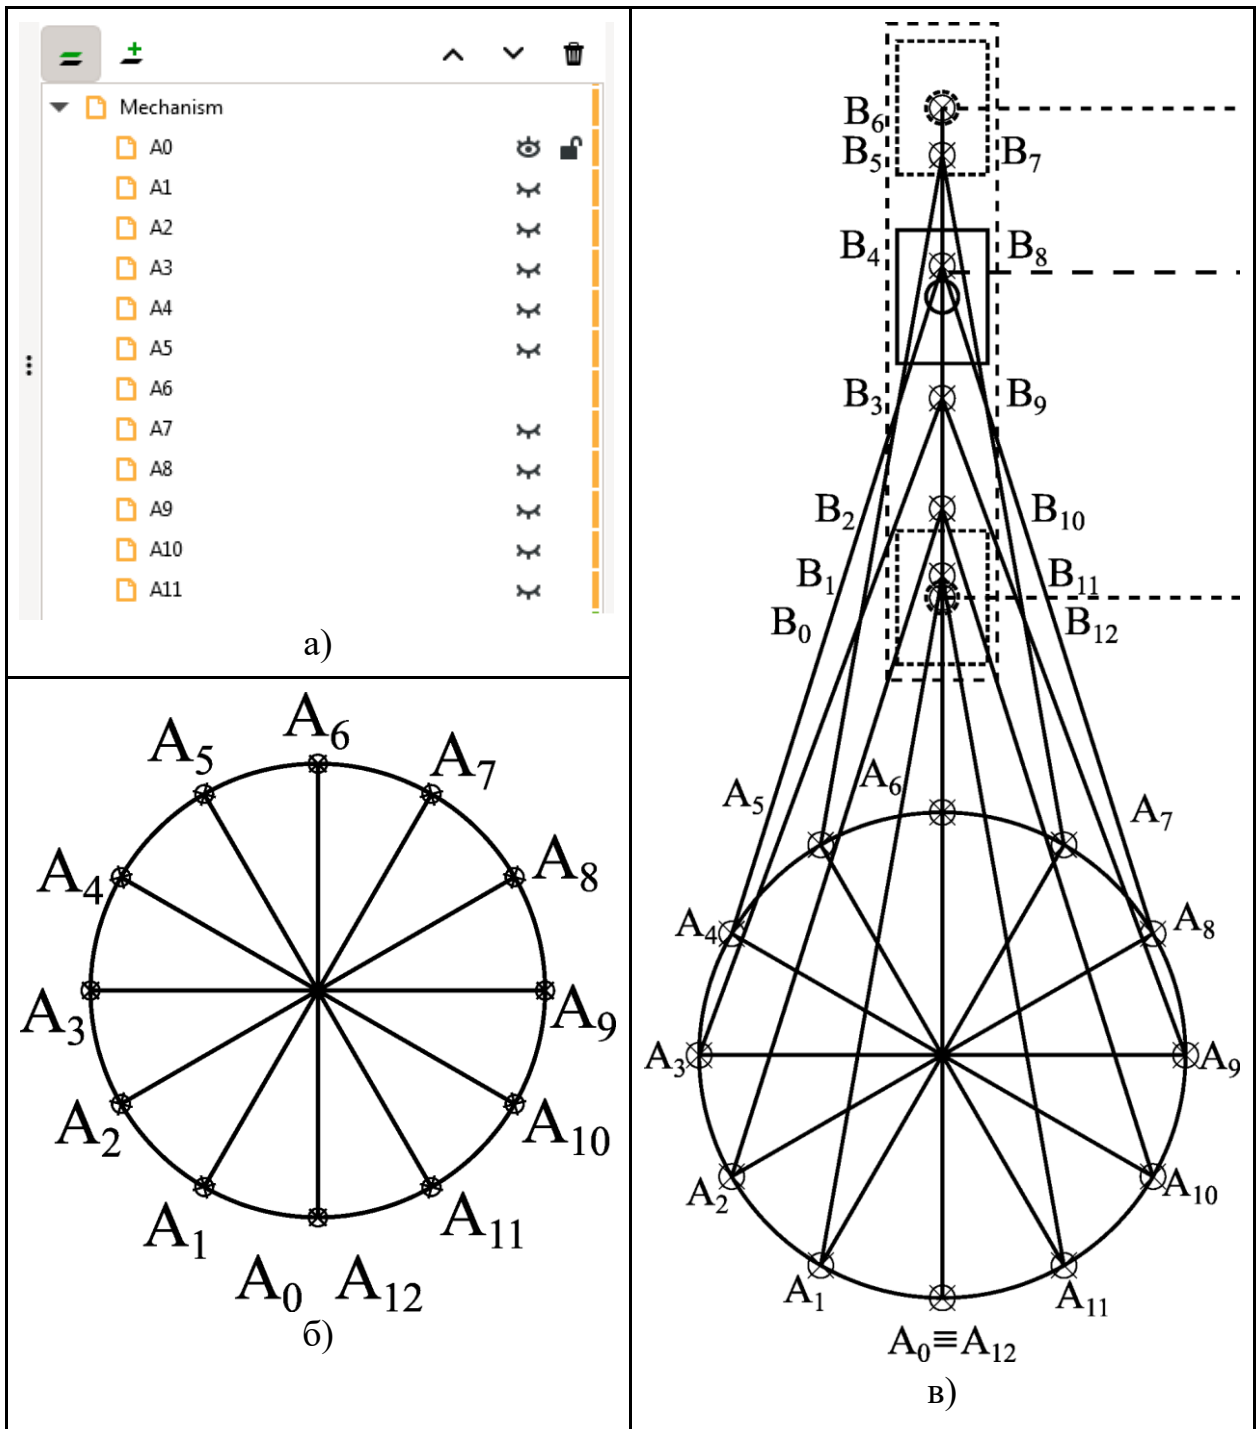 Mechanism
A0
A1
A2
A3
A4
A5
A6
A7
A8
A9
A10
A11
а)
A₆
A₅ A₇
A₄ A₈
A₃ A₉
A₂ A₁₀
A₁ A₁₁
A₀ A₁₂
б)
B₆
B₅ B₇
B₄ B₈
B₃ B₉
B₂ B₁₀
B₁ B₁₁
B₀ B₁₂
A₅ A₆ A₇
A₄ A₈
A₃ A₉
A₂ A₁₀
A₁ A₁₁
A₀≡A₁₂
в)